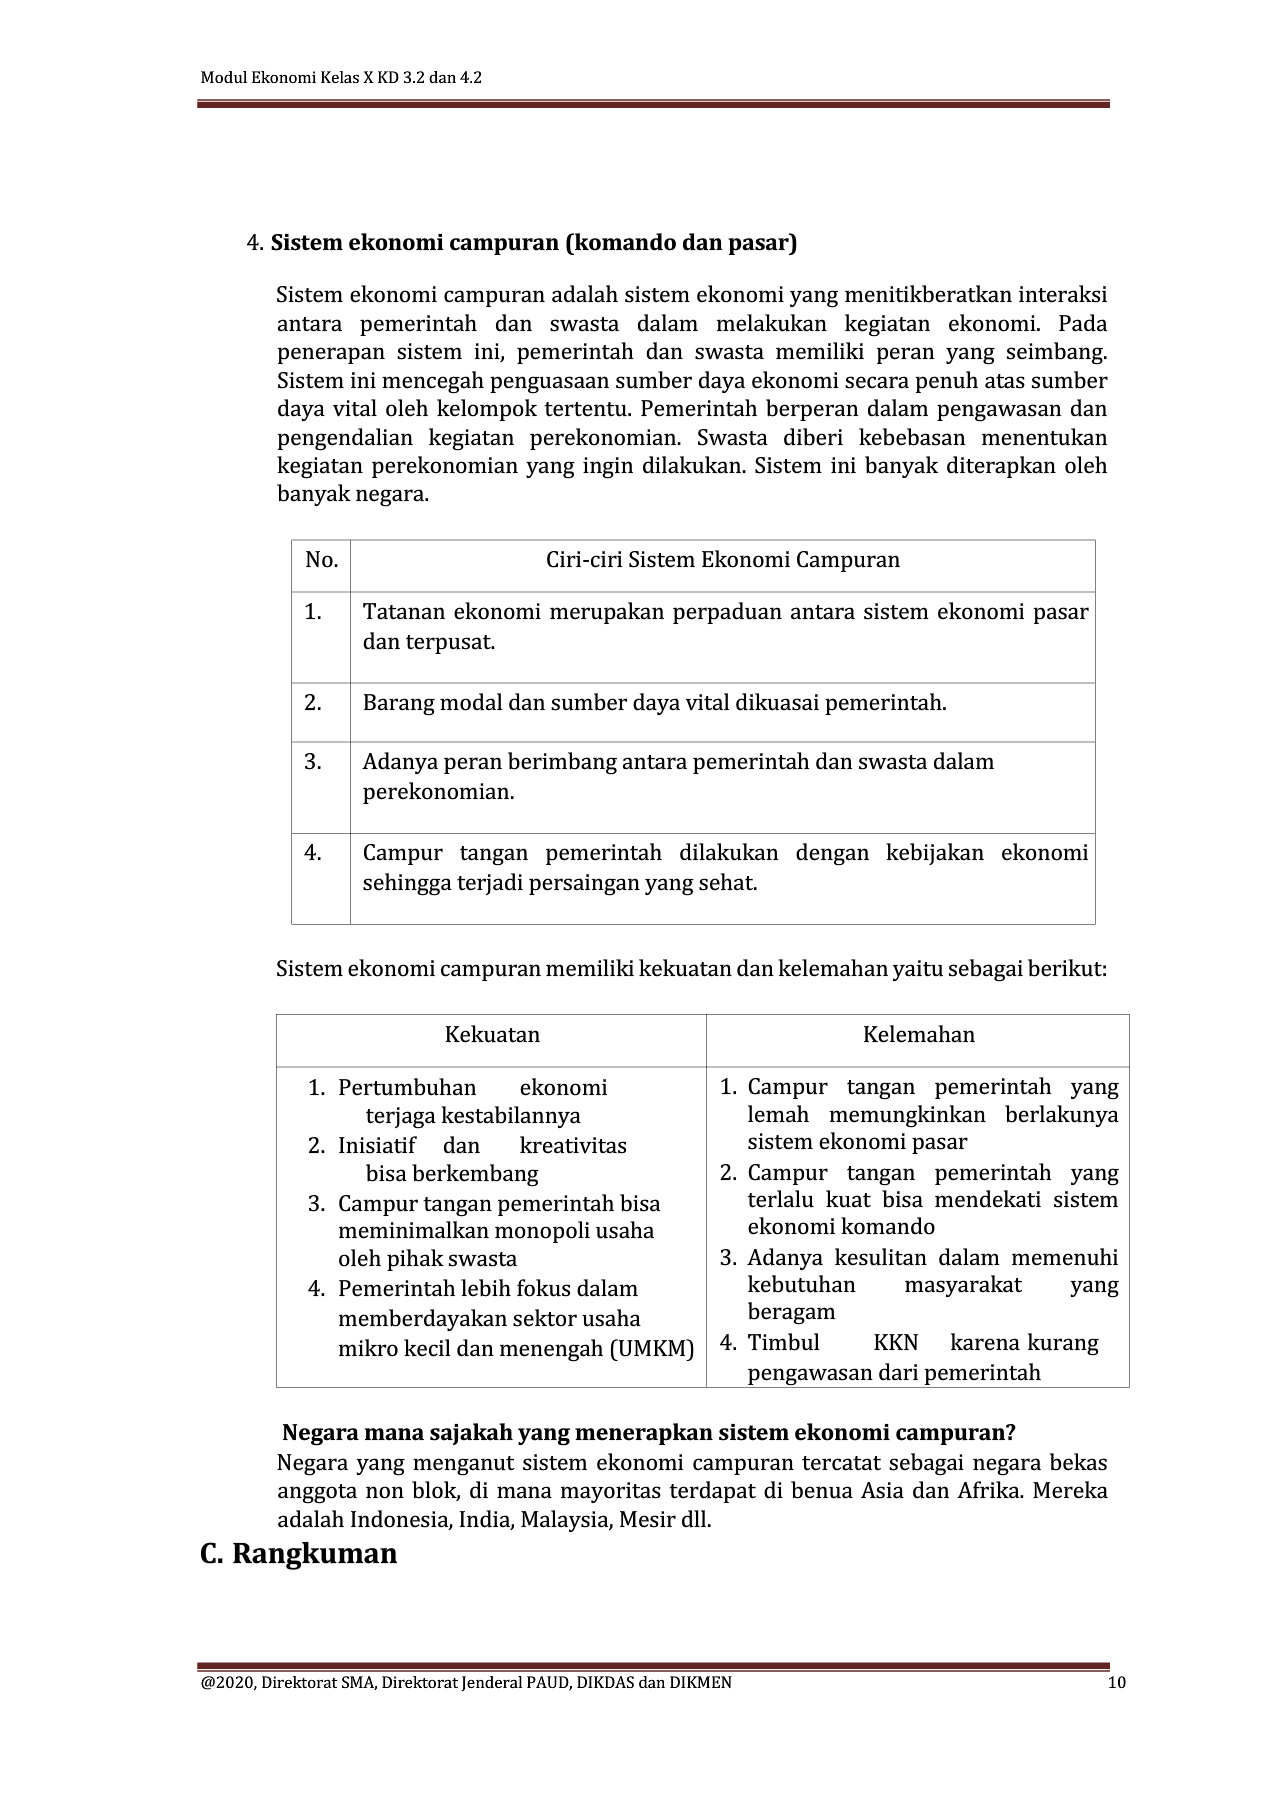 Modul Ekonomi Kelas X KD 3.2 dan 4.2
4. Sistem ekonomi campuran (komando dan pasar)
Sistem ekonomi campuran adalah sistem ekonomi yang menitikberatkan interaksi
antara pemerintah dan swasta dalam melakukan kegiatan ekonomi. Pada
penerapan sistem ini, pemerintah dan swasta memiliki peran yang seimbang.
Sistem ini mencegah penguasaan sumber daya ekonomi secara penuh atas sumber
daya vital oleh kelompok tertentu. Pemerintah berperan dalam pengawasan dan
pengendalian kegiatan perekonomian. Swasta diberi kebebasan menentukan
kegiatan perekonomian yang ingin dilakukan. Sistem ini banyak diterapkan oleh
banyak negara.
No. Ciri-ciri Sistem Ekonomi Campuran
1. Tatanan ekonomi merupakan perpaduan antara sistem ekonomi pasar
dan terpusat.
2. Barang modal dan sumber daya vital dikuasai pemerintah.
3. Adanya peran berimbang antara pemerintah dan swasta dalam
perekonomian.
4. Campur tangan pemerintah dilakukan dengan kebijakan ekonomi
sehingga terjadi persaingan yang sehat.
Sistem ekonomi campuran memiliki kekuatan dan kelemahan yaitu sebagai berikut:
Kekuatan
1. Pertumbuhan ekonomi
terjaga kestabilannya
2. Inisiatif dan kreativitas
bisa berkembang
3. Campur tangan pemerintah bisa
meminimalkan monopoli usaha
oleh pihak swasta
4. Pemerintah lebih fokus dalam
memberdayakan sektor usaha
mikro kecil dan menengah (UMKM)
Kelemahan
1. Campur tangan pemerintah yang
lemah memungkinkan berlakunya
sistem ekonomi pasar
2. Campur tangan pemerintah yang
terlalu kuat bisa mendekati sistem
ekonomi komando
3. Adanya kesulitan dalam memenuhi
kebutuhan masyarakat yang
beragam
4. Timbul KKN karena kurang
pengawasan dari pemerintah
Negara mana sajakah yang menerapkan sistem ekonomi campuran?
Negara yang menganut sistem ekonomi campuran tercatat sebagai negara bekas
anggota non blok, di mana mayoritas terdapat di benua Asia dan Afrika. Mereka
adalah Indonesia, India, Malaysia, Mesir dll.
C. Rangkuman
@2020, Direktorat SMA, Direktorat Jenderal PAUD, DIKDAS dan DIKMEN 10